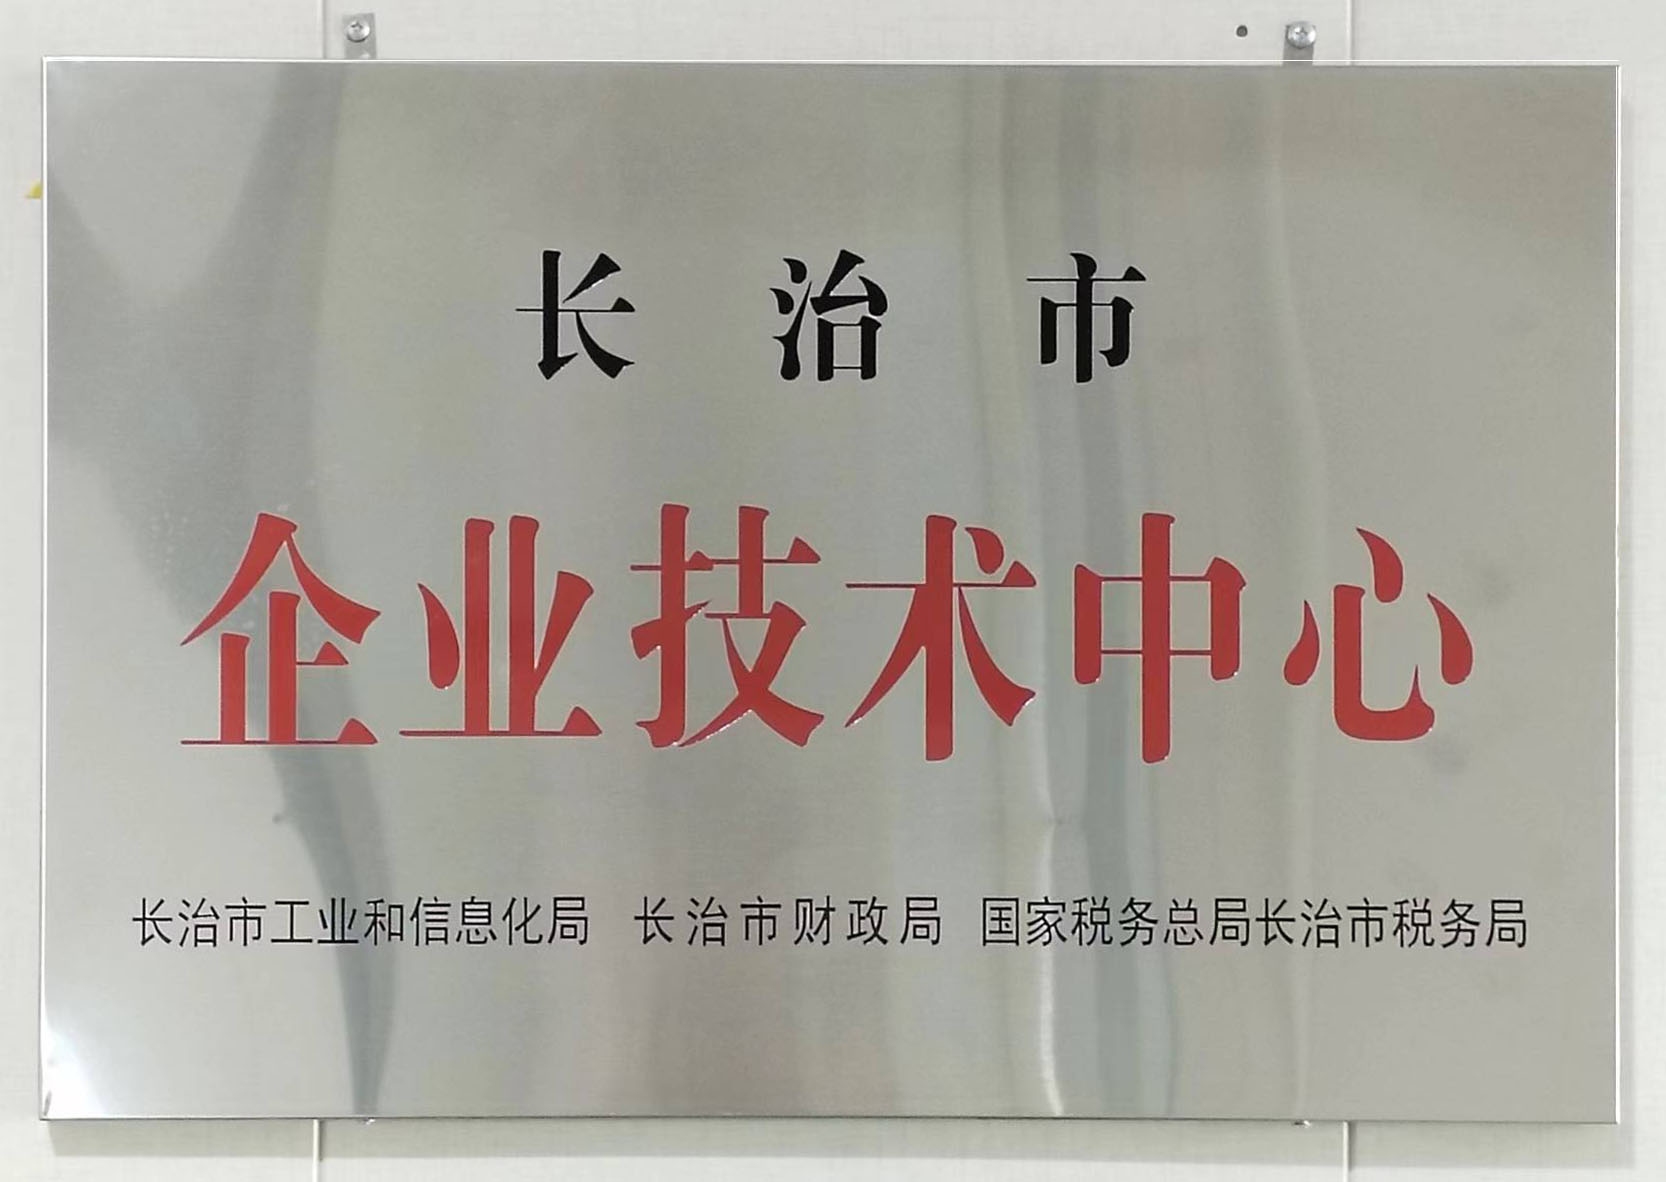 长治市
企业技术中心
长治市工业和信息化局 长治市财政局 国家税务总局长治市税务局